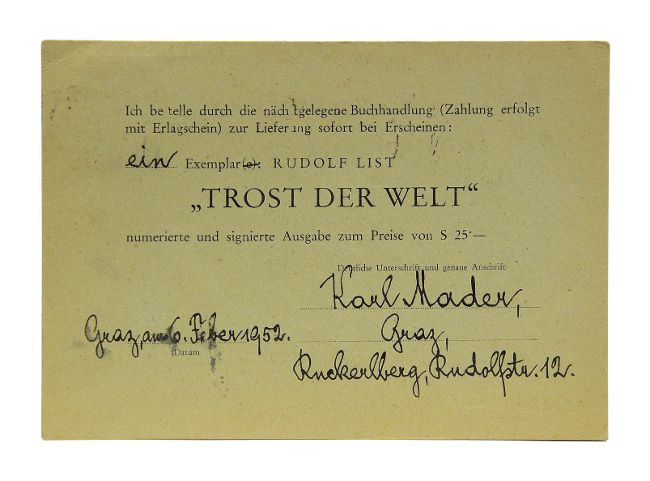 Ich be telle durch die näch tgelegene Buchhandlung (Zahlung erfolgt
mit Erlagschein) zur Lieferung sofort bei Erscheinen:
ein Exemplar(e): RUDOLF LIST
„TROST DER WELT“
numerierte und signierte Ausgabe zum Preise von S 25·—
Deutliche Unterschrift und genaue Anschrift
Karl Mader,
Graz, am 6. Feber 1952.
Graz,
Datum
Ruckerlberg, Rudolfstr. 12.